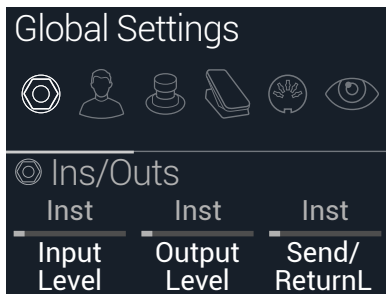 Global Settings
Ins/Outs
Inst Inst Inst
Input Output Send/
Level Level ReturnL